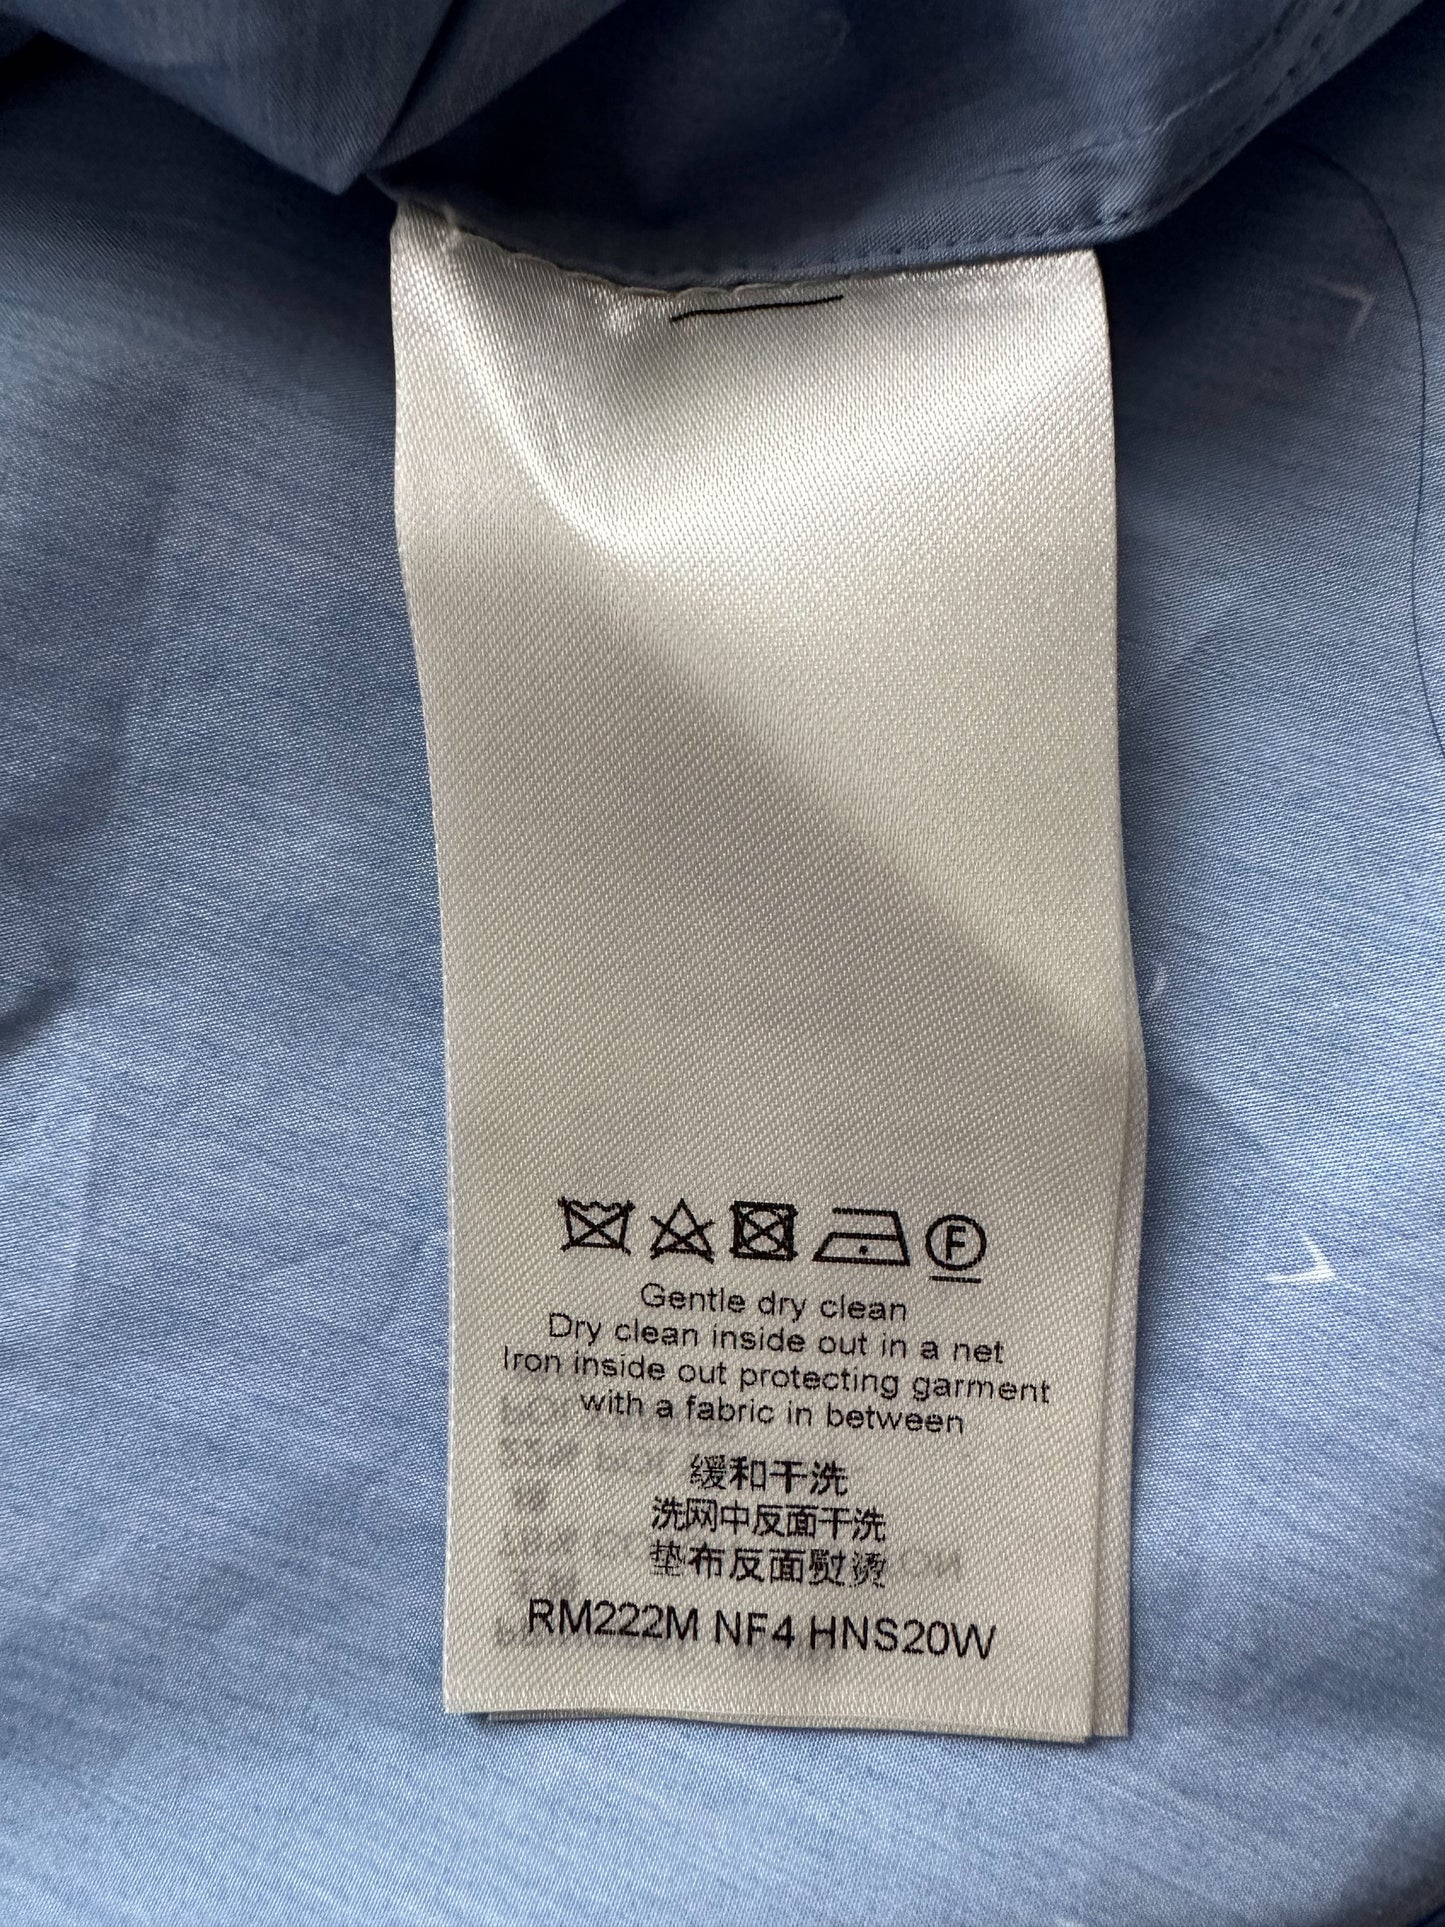 F
Gentle dry clean
Dry clean inside out in a net
Iron inside out protecting garment
with a fabric in between
缓和干洗
洗网中反面干洗
垫布反面熨烫
RM222M NF4 HNS20W